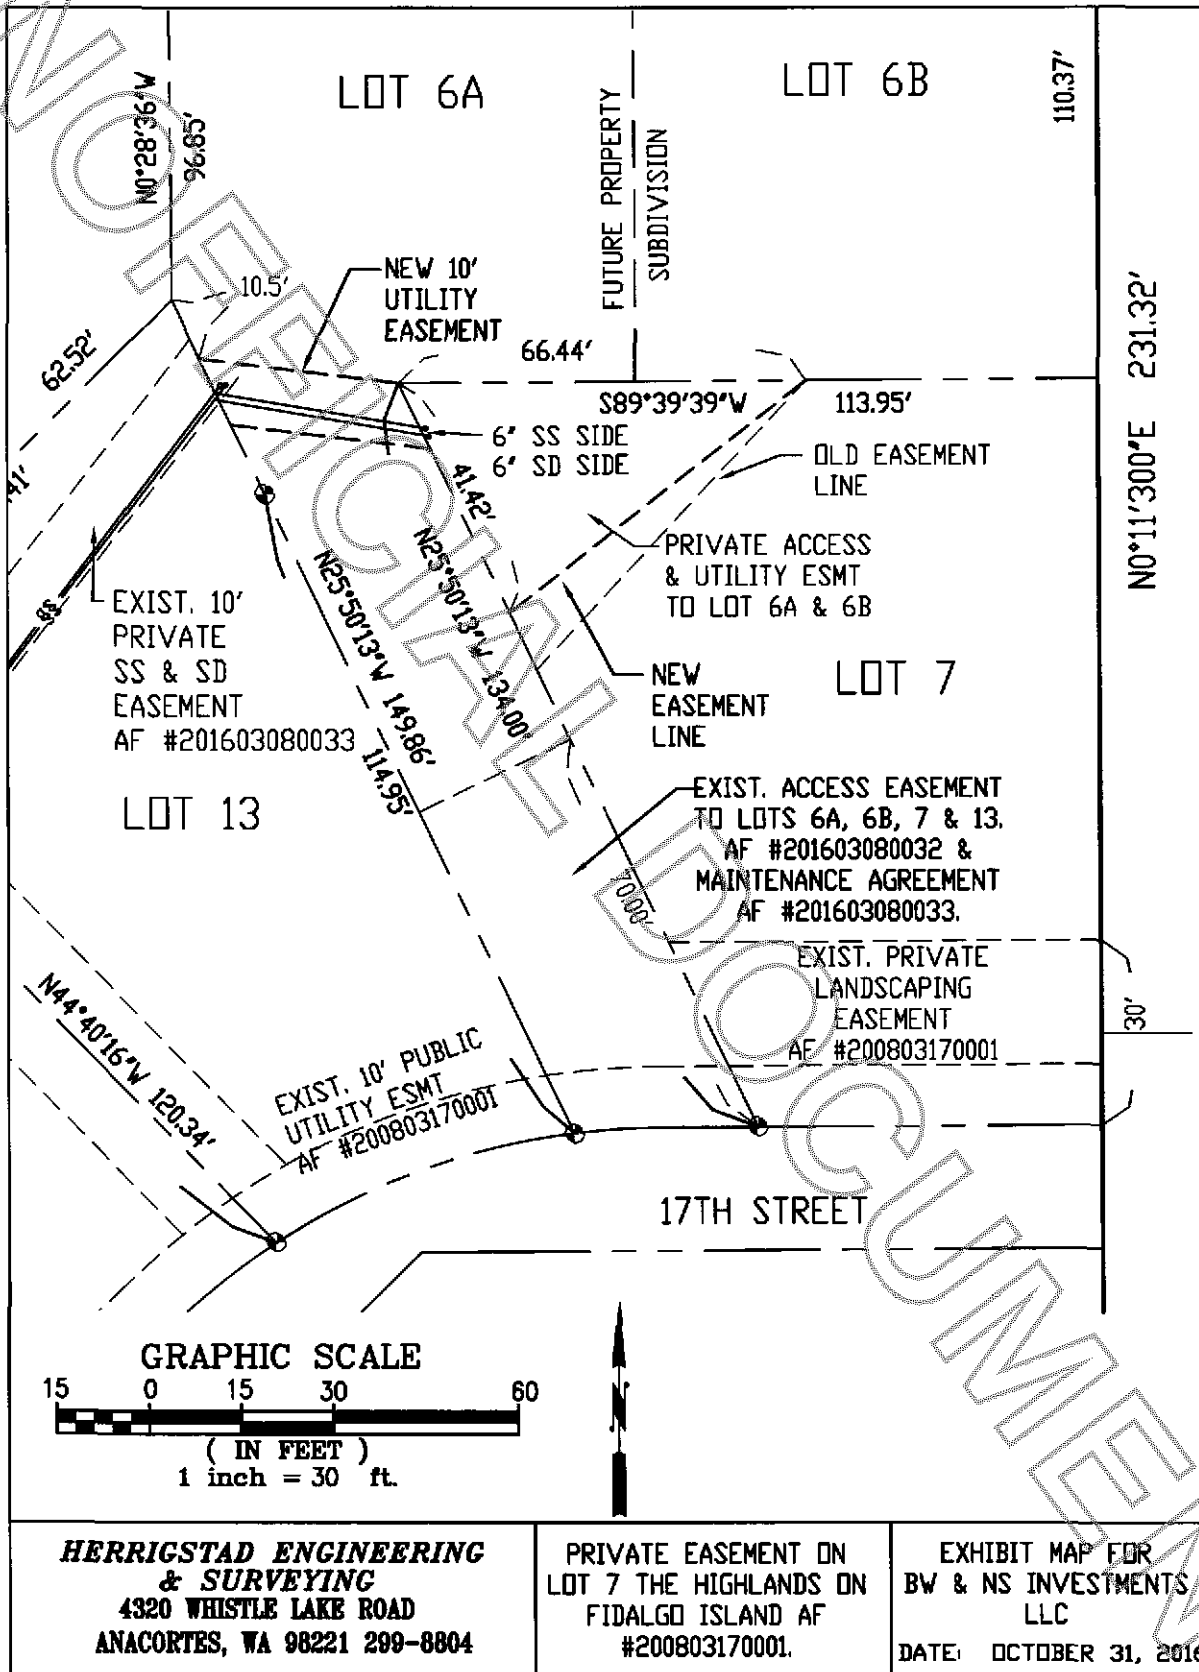 LOT 6A
LOT 6B
110.37'
N0°28'36"W
96.85'
FUTURE PROPERTY
SUBDIVISION
NEW 10'
UTILITY
EASEMENT
10.5'
66.44'
62.52'
S89°39'39"W
113.95'
N0°11'300"E 231.32'
6" SS SIDE
6" SD SIDE
OLD EASEMENT
LINE
41'
41.42'
PRIVATE ACCESS
& UTILITY ESMT
TO LOT 6A & 6B
N25°50'13"W 149.86'
N25°50'13"W 134.00'
SS
EXIST. 10'
PRIVATE
SS & SD
EASEMENT
AF #201603080033
114.95'
NEW
EASEMENT
LINE
LOT 7
LOT 13
EXIST. ACCESS EASEMENT
TO LOTS 6A, 6B, 7 & 13.
AF #201603080032 &
MAINTENANCE AGREEMENT
AF #201603080033.
70.00'
EXIST. PRIVATE
LANDSCAPING
EASEMENT
AF #200803170001
30'
N44°40'16"W 120.34'
EXIST. 10' PUBLIC
UTILITY ESMT
AF #200803170001
17TH STREET
GRAPHIC SCALE
15 0 15 30 60
( IN FEET )
1 inch = 30 ft.
N
HERRIGSTAD ENGINEERING
& SURVEYING
4320 WHISTLE LAKE ROAD
ANACORTES, WA 98221 299-8804
PRIVATE EASEMENT ON
LOT 7 THE HIGHLANDS ON
FIDALGO ISLAND AF
#200803170001.
EXHIBIT MAP FOR
BW & NS INVESTMENTS
LLC
DATE: OCTOBER 31, 2016
UNOFFICIAL DOCUMENT